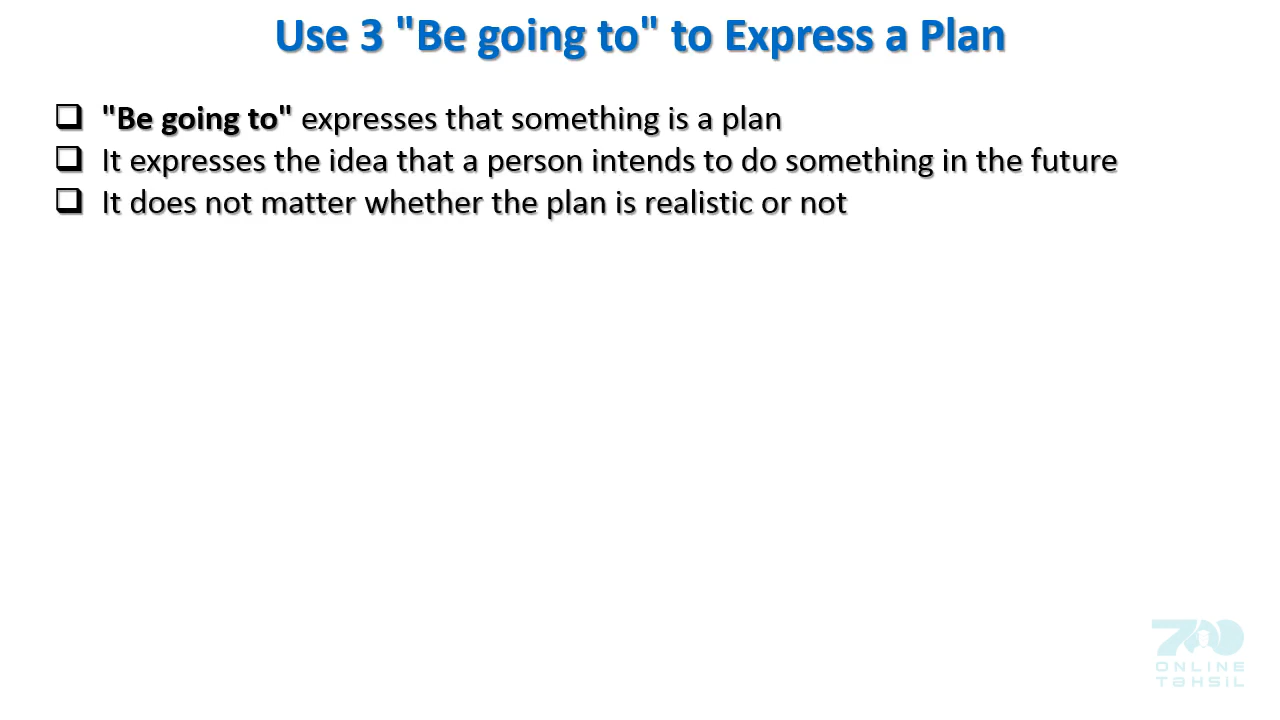 Use 3 "Be going to" to Express a Plan
"Be going to" expresses that something is a plan
It expresses the idea that a person intends to do something in the future
It does not matter whether the plan is realistic or not
700
ONLINE
TaHSIL